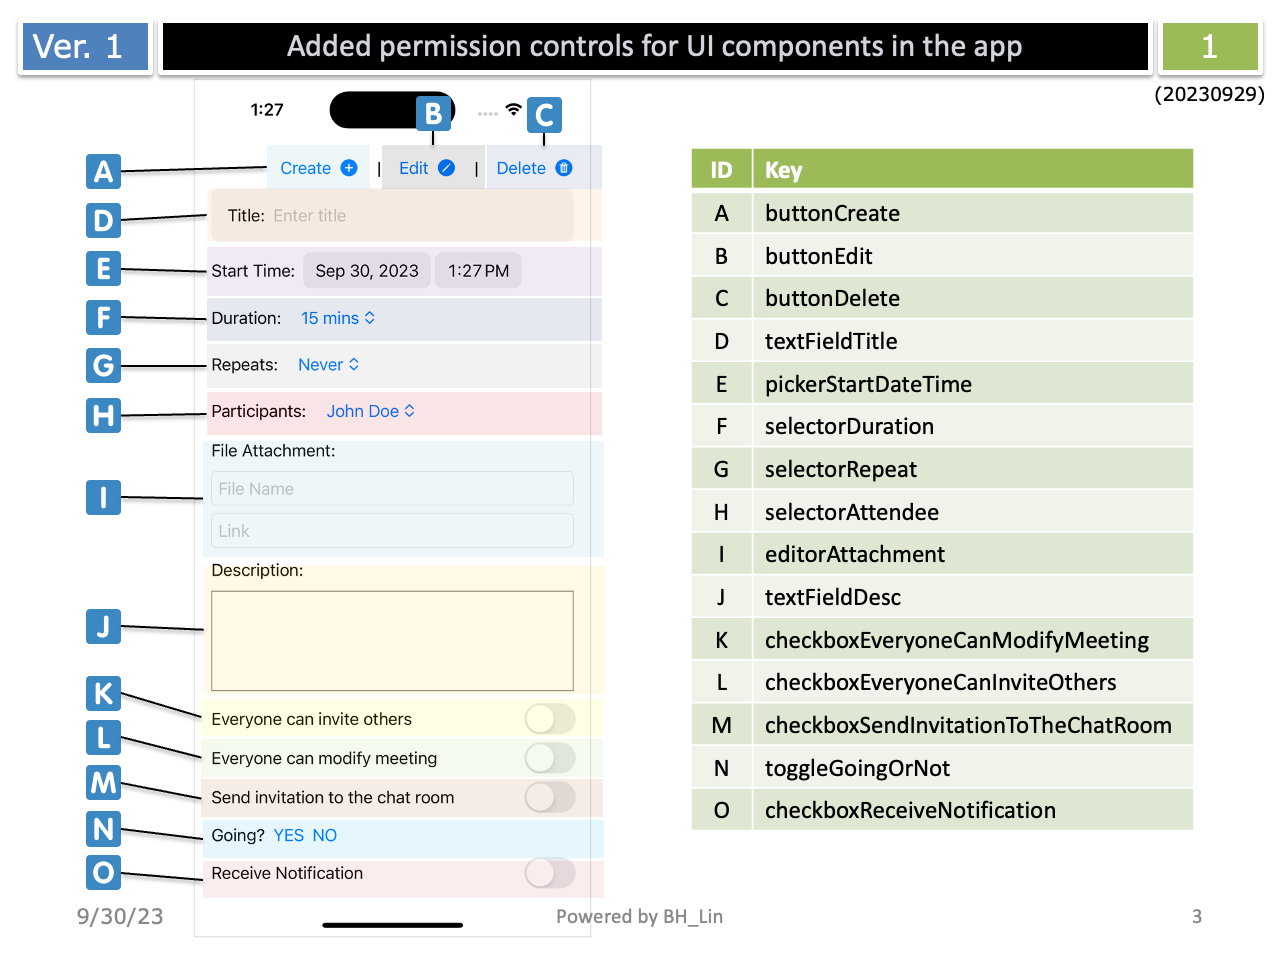 Ver. 1
Added permission controls for UI components in the app
1
(20230929)
1:27
B
C
A
Create | Edit | Delete
D
Title: Enter title
E
Start Time: Sep 30, 2023 1:27 PM
F
Duration: 15 mins
G
Repeats: Never
H
Participants: John Doe
File Attachment:
I
File Name
Link
Description:
J
K
Everyone can invite others
L
Everyone can modify meeting
M
Send invitation to the chat room
N
Going? YES NO
O
Receive Notification
ID Key
A buttonCreate
B buttonEdit
C buttonDelete
D textFieldTitle
E pickerStartDateTime
F selectorDuration
G selectorRepeat
H selectorAttendee
I editorAttachment
J textFieldDesc
K checkboxEveryoneCanModifyMeeting
L checkboxEveryoneCanInviteOthers
M checkboxSendInvitationToTheChatRoom
N toggleGoingOrNot
O checkboxReceiveNotification
9/30/23
Powered by BH_Lin
3